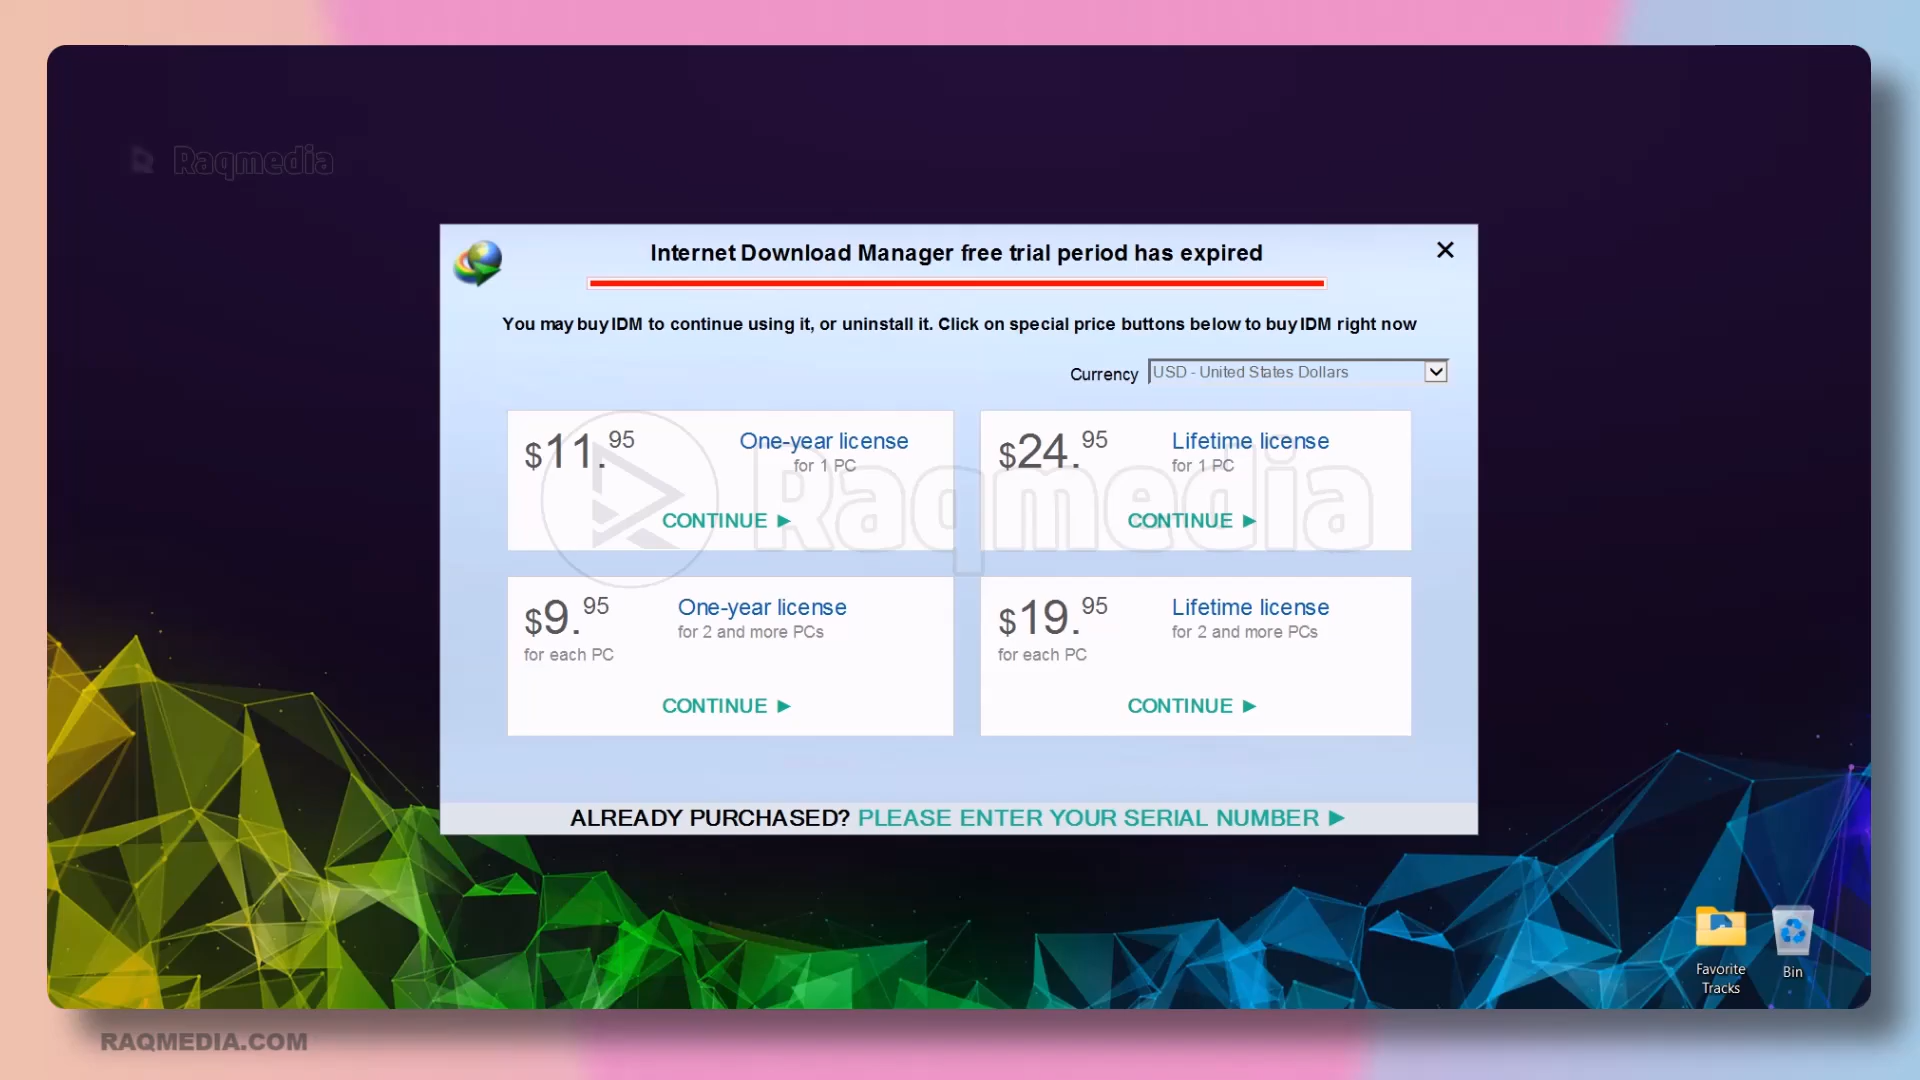 Raqmedia
Internet Download Manager free trial period has expired
You may buy IDM to continue using it, or uninstall it. Click on special price buttons below to buy IDM right now
Currency USD - United States Dollars
$11.95 One-year license
for 1 PC
CONTINUE ►
$24.95 Lifetime license
for 1 PC
CONTINUE ►
Raqmedia
$9.95 One-year license
for 2 and more PCs
for each PC
CONTINUE ►
$19.95 Lifetime license
for 2 and more PCs
for each PC
CONTINUE ►
ALREADY PURCHASED? PLEASE ENTER YOUR SERIAL NUMBER ►
Favorite
Tracks
Bin
RAQMEDIA.COM